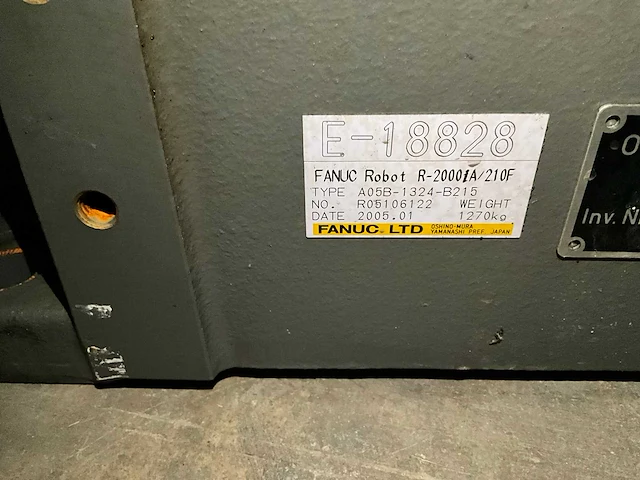 E-18828
FANUC Robot R-2000iA/210F
TYPE A05B-1324-B215
NO. R05106122 WEIGHT
DATE 2005.01 1270kg
FANUC LTD OSHINO-MURA
YAMANASHI PREF. JAPAN
Inv.